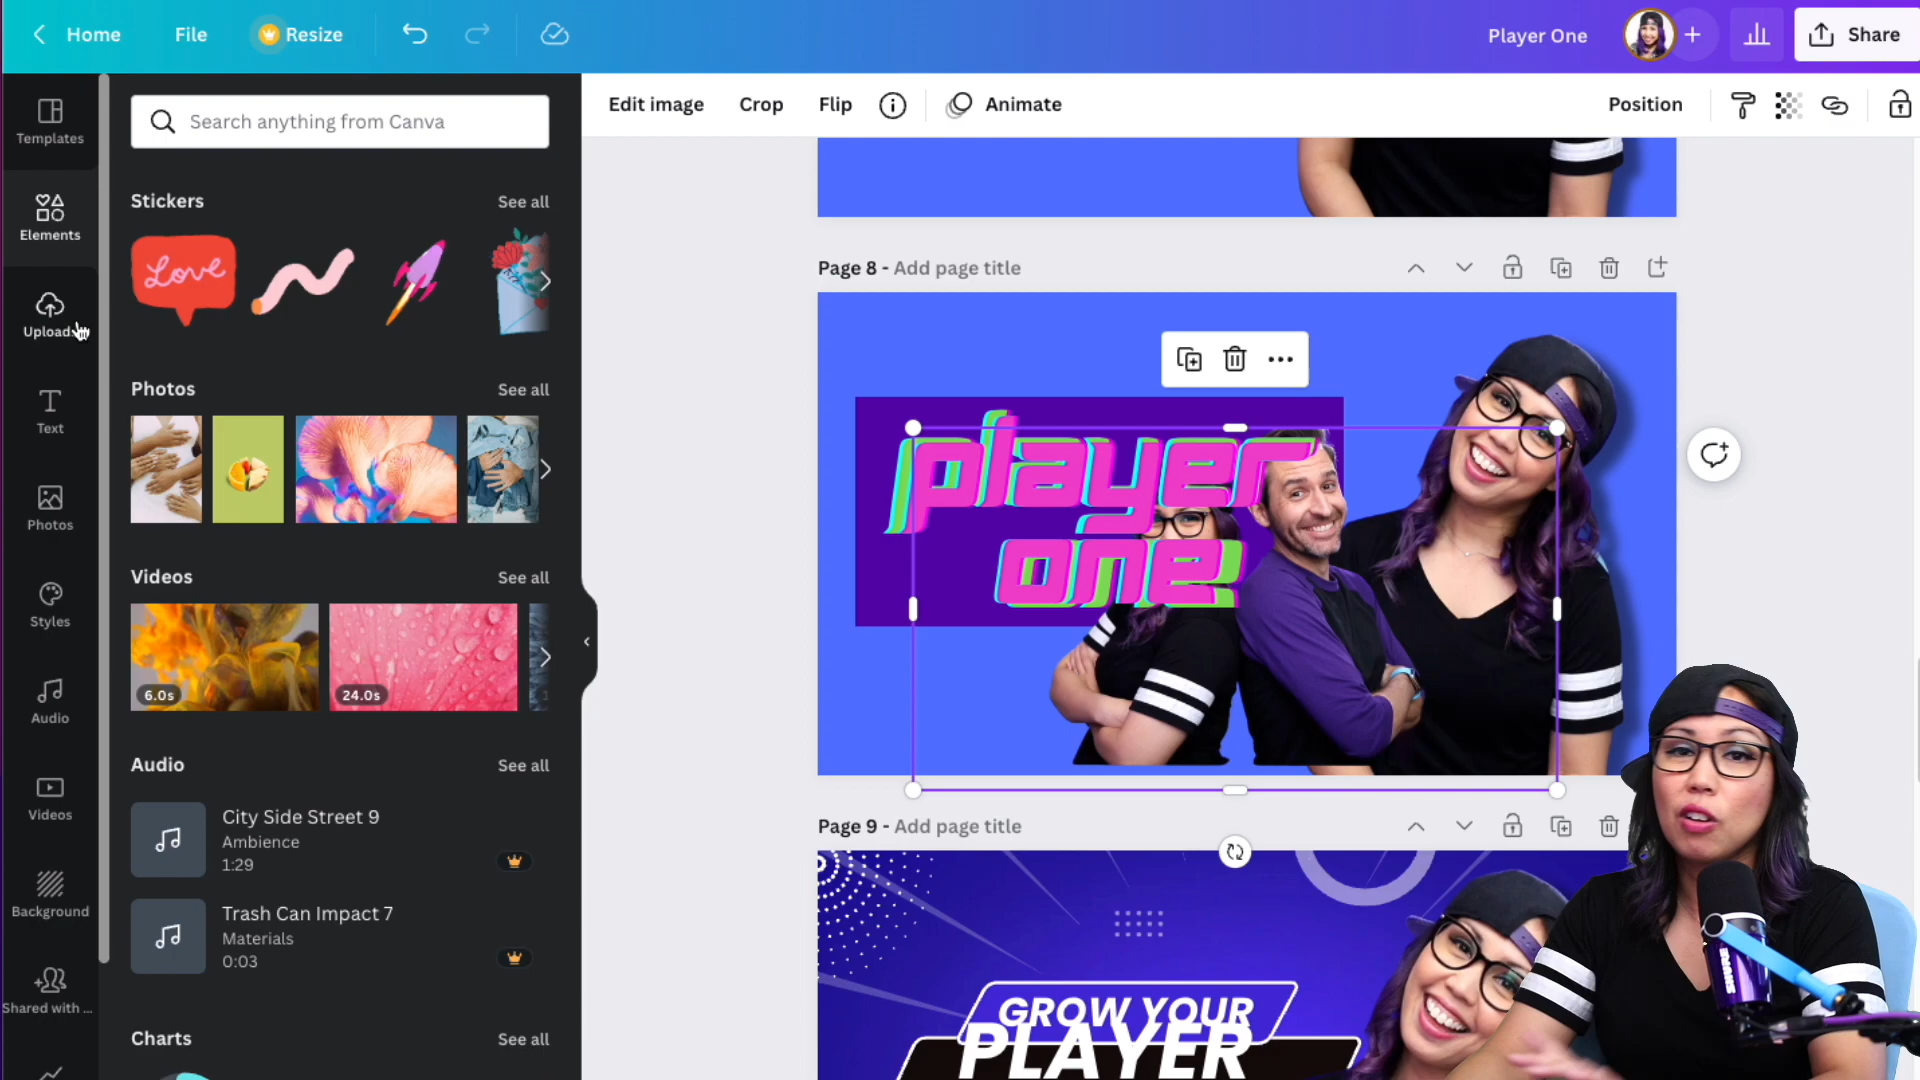 Home
File
Resize
Player One
Share
Templates
Elements
Uploads
Text
Photos
Styles
Audio
Videos
Background
Shared with ...
Search anything from Canva
Stickers
See all
Love
Photos
See all
Videos
See all
6.0s
24.0s
Audio
See all
City Side Street 9
Ambience
1:29
Trash Can Impact 7
Materials
0:03
Charts
See all
Edit image
Crop
Flip
Animate
Position
Page 8 - Add page title
player
one
Page 9 - Add page title
GROW YOUR
PLAYER